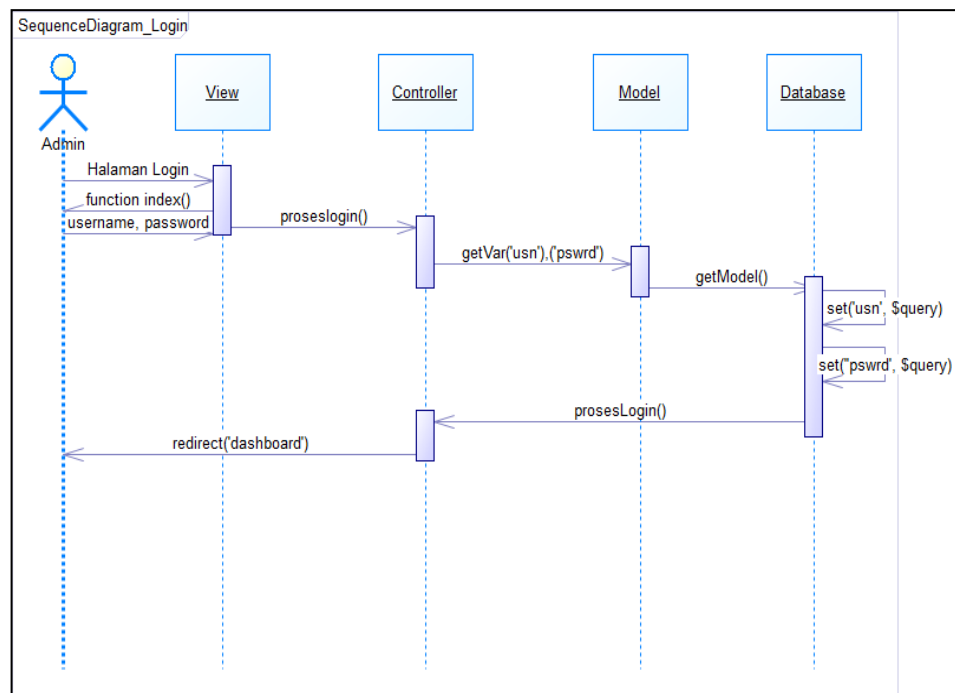 SequenceDiagram_Login
View
Controller
Model
Database
Admin
Halaman Login
function index()
username, password
proseslogin()
getVar('usn'),('pswrd')
getModel()
set('usn', $query)
set("pswrd', $query)
prosesLogin()
redirect('dashboard')